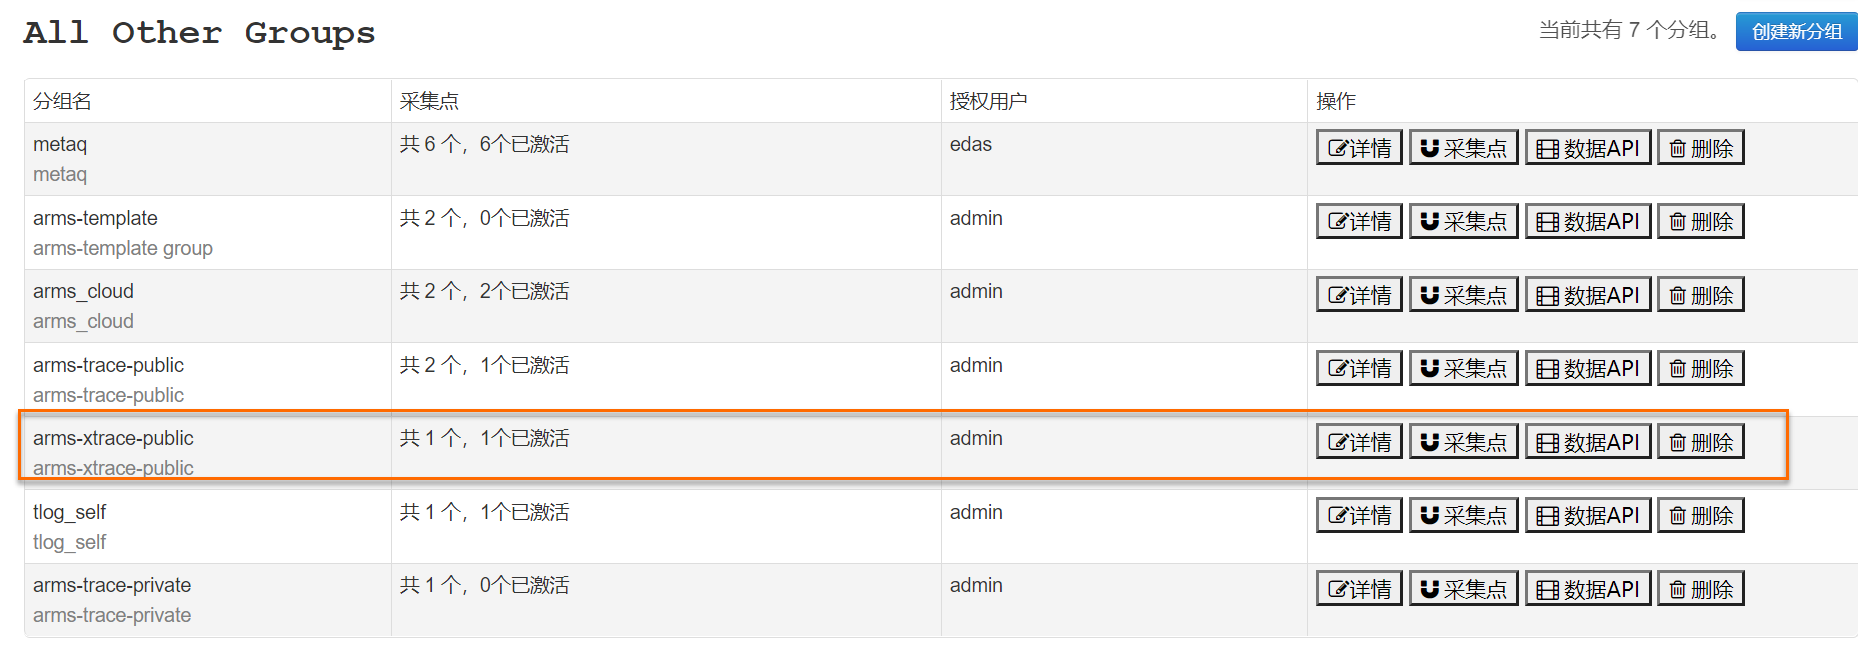 All Other Groups
当前共有 7 个分组。 创建新分组
分组名 采集点 授权用户 操作
metaq 共 6 个，6个已激活 edas 详情 采集点 数据API 删除
metaq
arms-template 共 2 个，0个已激活 admin 详情 采集点 数据API 删除
arms-template group
arms_cloud 共 2 个，2个已激活 admin 详情 采集点 数据API 删除
arms_cloud
arms-trace-public 共 2 个，1个已激活 admin 详情 采集点 数据API 删除
arms-trace-public
arms-xtrace-public 共 1 个，1个已激活 admin 详情 采集点 数据API 删除
arms-xtrace-public
tlog_self 共 1 个，1个已激活 admin 详情 采集点 数据API 删除
tlog_self
arms-trace-private 共 1 个，0个已激活 admin 详情 采集点 数据API 删除
arms-trace-private